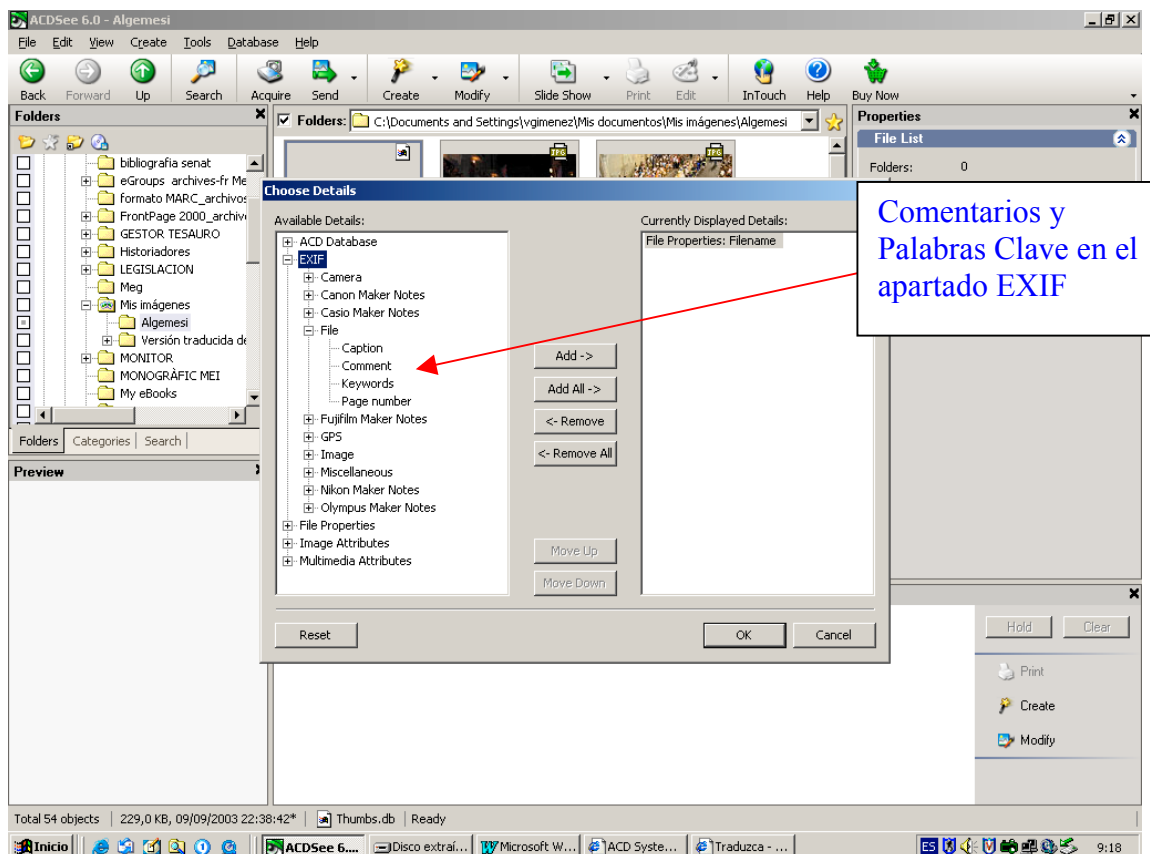 ACDSee 6.0 - Algemesi
File Edit View Create Tools Database Help
Back Forward Up Search Acquire Send Create Modify Slide Show Print Edit InTouch Help Buy Now
Folders
bibliografia senat
eGroups archives-fr Me
formato MARC_archivos
FrontPage 2000_archiv
GESTOR TESAURO
Historiadores
LEGISLACION
Meg
Mis imágenes
Algemesi
Versión traducida de
MONITOR
MONOGRÀFIC MEI
My eBooks
Folders Categories Search
Preview
Folders: C:\Documents and Settings\vgimenez\Mis documentos\Mis imágenes\Algemesi
Properties
File List
Folders: 0
Choose Details
Available Details:
ACD Database
EXIF
Camera
Canon Maker Notes
Casio Maker Notes
File
Caption
Comment
Keywords
Page number
Fujifilm Maker Notes
GPS
Image
Miscellaneous
Nikon Maker Notes
Olympus Maker Notes
File Properties
Image Attributes
Multimedia Attributes
Add ->
Add All ->
<- Remove
<- Remove All
Move Up
Move Down
Currently Displayed Details:
File Properties: Filename
Reset
OK Cancel
Comentarios y
Palabras Clave en el
apartado EXIF
Hold Clear
Print
Create
Modify
Total 54 objects 229,0 KB, 09/09/2003 22:38:42* Thumbs.db Ready
Inicio ACDSee 6.... Disco extraí... Microsoft W... ACD Syste... Traduzca - ... ES 9:18